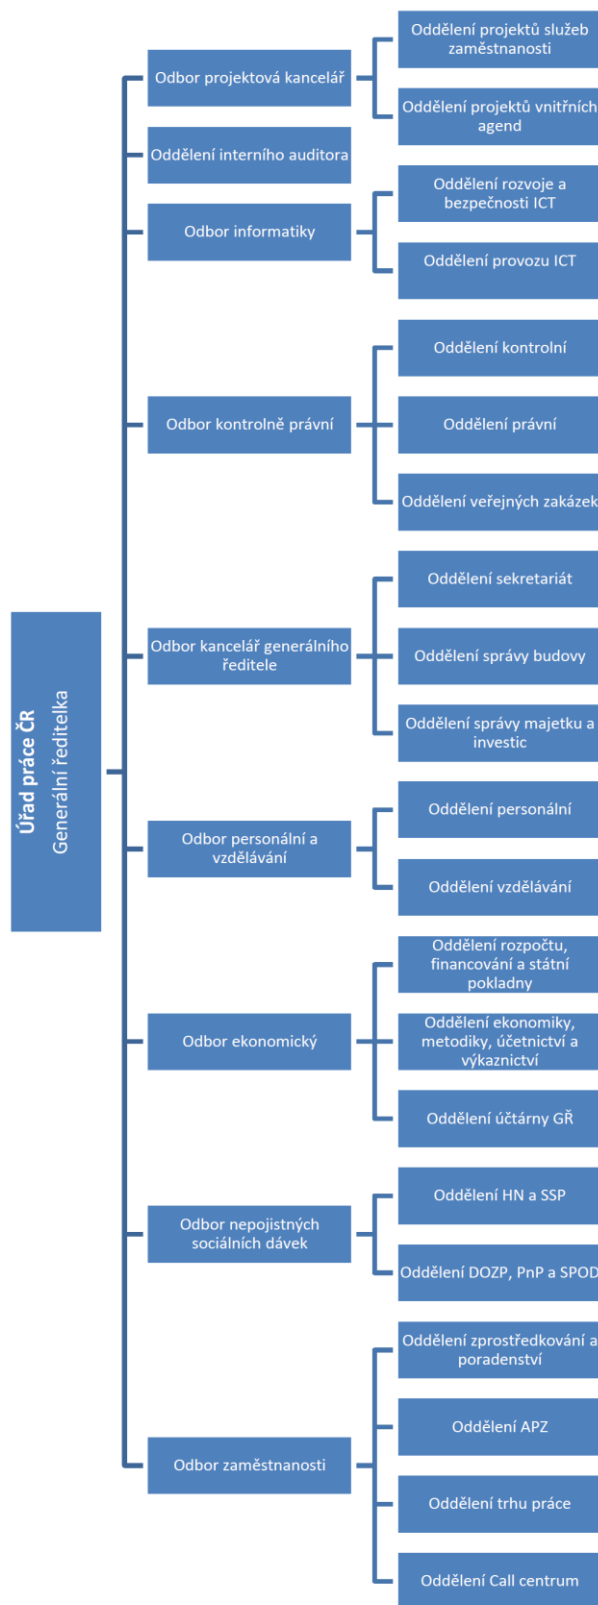 Úřad práce ČR
Generální ředitelka
Odbor projektová kancelář
Oddělení projektů služeb
zaměstnanosti
Oddělení projektů vnitřních
agend
Oddělení interního auditora
Odbor informatiky
Oddělení rozvoje a
bezpečnosti ICT
Oddělení provozu ICT
Odbor kontrolně právní
Oddělení kontrolní
Oddělení právní
Oddělení veřejných zakázek
Odbor kancelář generálního
ředitele
Oddělení sekretariát
Oddělení správy budovy
Oddělení správy majetku a
investic
Odbor personální a
vzdělávání
Oddělení personální
Oddělení vzdělávání
Odbor ekonomický
Oddělení rozpočtu,
financování a státní
pokladny
Oddělení ekonomiky,
metodiky, účetnictví a
výkaznictví
Oddělení účtárny GŘ
Odbor nepojistných
sociálních dávek
Oddělení HN a SSP
Oddělení DOZP, PnP a SPOD
Odbor zaměstnanosti
Oddělení zprostředkování a
poradenství
Oddělení APZ
Oddělení trhu práce
Oddělení Call centrum